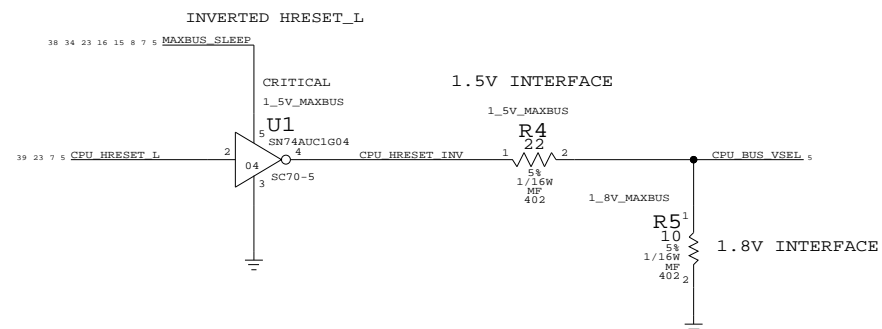 INVERTED HRESET_L
38 34 23 16 15 8 7 5 MAXBUS_SLEEP
CRITICAL
1_5V_MAXBUS
5
U1
SN74AUC1G04
2
04
4
3
SC70-5
39 23 7 5 CPU_HRESET_L
CPU_HRESET_INV
1.5V INTERFACE
1_5V_MAXBUS
R4
22
1
2
5%
1/16W
MF
402
CPU_BUS_VSEL 5
1_8V_MAXBUS
R5
1
10
5%
1/16W
MF
402
2
1.8V INTERFACE